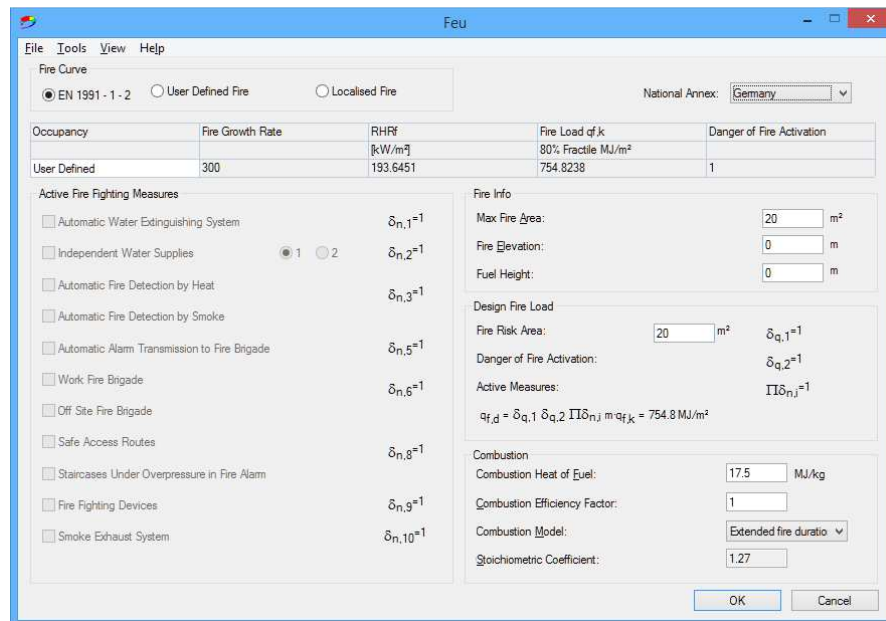 Feu
File Tools View Help
Fire Curve
EN 1991 - 1 - 2 User Defined Fire Localised Fire National Annex: Germany
Occupancy Fire Growth Rate RHRf Fire Load qf,k Danger of Fire Activation
[kW/m²] 80% Fractile MJ/m²
User Defined 300 193.6451 754.8238 1
Active Fire Fighting Measures
Automatic Water Extinguishing System δn,1=1
Independent Water Supplies 1 2 δn,2=1
Automatic Fire Detection by Heat
δn,3=1
Automatic Fire Detection by Smoke
Automatic Alarm Transmission to Fire Brigade δn,5=1
Work Fire Brigade
δn,6=1
Off Site Fire Brigade
Safe Access Routes
δn,8=1
Staircases Under Overpressure in Fire Alarm
Fire Fighting Devices δn,9=1
Smoke Exhaust System δn,10=1
Fire Info
Max Fire Area: 20 m²
Fire Elevation: 0 m
Fuel Height: 0 m
Design Fire Load
Fire Risk Area: 20 m² δq,1=1
Danger of Fire Activation: δq,2=1
Active Measures: Πδn,i=1
qf,d = δq,1 δq,2 Πδn,i m·qf,k = 754.8 MJ/m²
Combustion
Combustion Heat of Fuel: 17.5 MJ/kg
Combustion Efficiency Factor: 1
Combustion Model: Extended fire duratio
Stoichiometric Coefficient: 1.27
OK Cancel